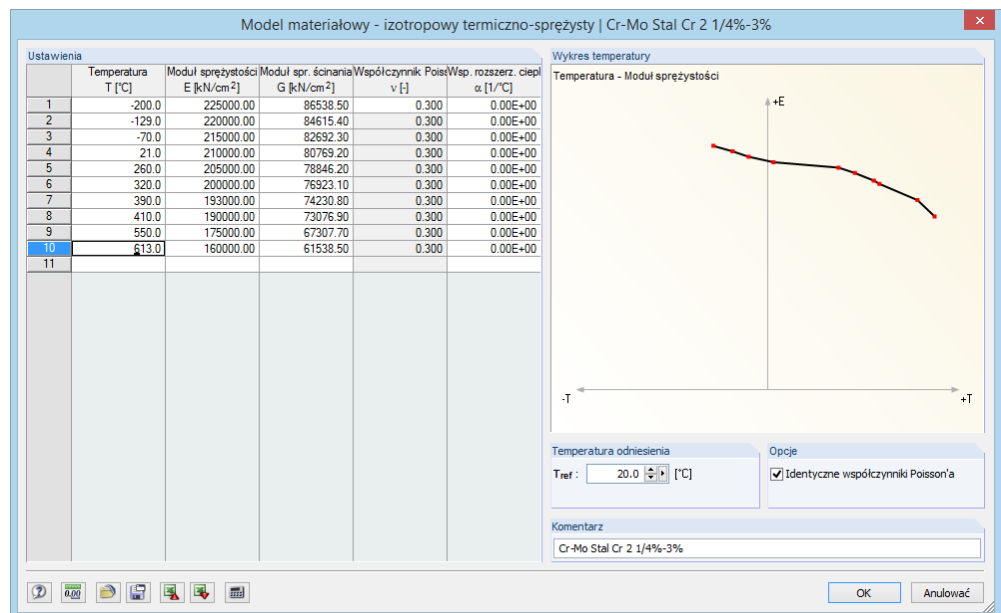 Model materiałowy - izotropowy termiczno-sprężysty | Cr-Mo Stal Cr 2 1/4%-3%
Ustawienia
Temperatura Moduł sprężystości Moduł spr. ścinania Współczynnik Poiss Wsp. rozszerz. ciepl
T [°C] E [kN/cm²] G [kN/cm²] ν [-] α [1/°C]
1 -200.0 225000.00 86538.50 0.300 0.00E+00
2 -129.0 220000.00 84615.40 0.300 0.00E+00
3 -70.0 215000.00 82692.30 0.300 0.00E+00
4 21.0 210000.00 80769.20 0.300 0.00E+00
5 260.0 205000.00 78846.20 0.300 0.00E+00
6 320.0 200000.00 76923.10 0.300 0.00E+00
7 390.0 193000.00 74230.80 0.300 0.00E+00
8 410.0 190000.00 73076.90 0.300 0.00E+00
9 550.0 175000.00 67307.70 0.300 0.00E+00
10 613.0 160000.00 61538.50 0.300 0.00E+00
11
Wykres temperatury
Temperatura - Moduł sprężystości
+E
-T
+T
Temperatura odniesienia
Tref : 20.0 [°C]
Opcje
Identyczne współczynniki Poisson'a
Komentarz
Cr-Mo Stal Cr 2 1/4%-3%
0.00
OK
Anulować